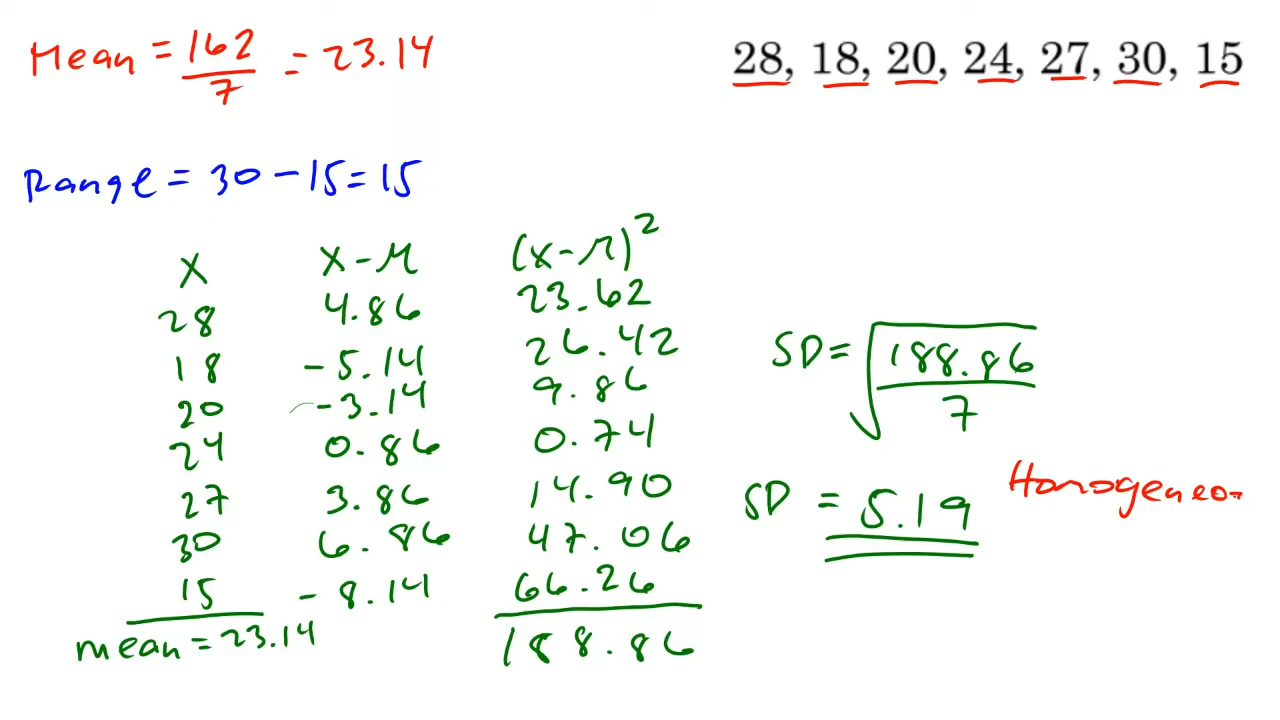 Mean = 162/7 = 23.14
28, 18, 20, 24, 27, 30, 15
Range = 30 - 15 = 15
X X-μ (X-μ)²
28 4.86 23.62
18 -5.14 26.42
20 -3.14 9.86
24 0.86 0.74
27 3.86 14.90
30 6.86 47.06
15 -8.14 66.26
mean = 23.14 188.86
SD = √(188.86/7)
SD = 5.19
Homogeneo